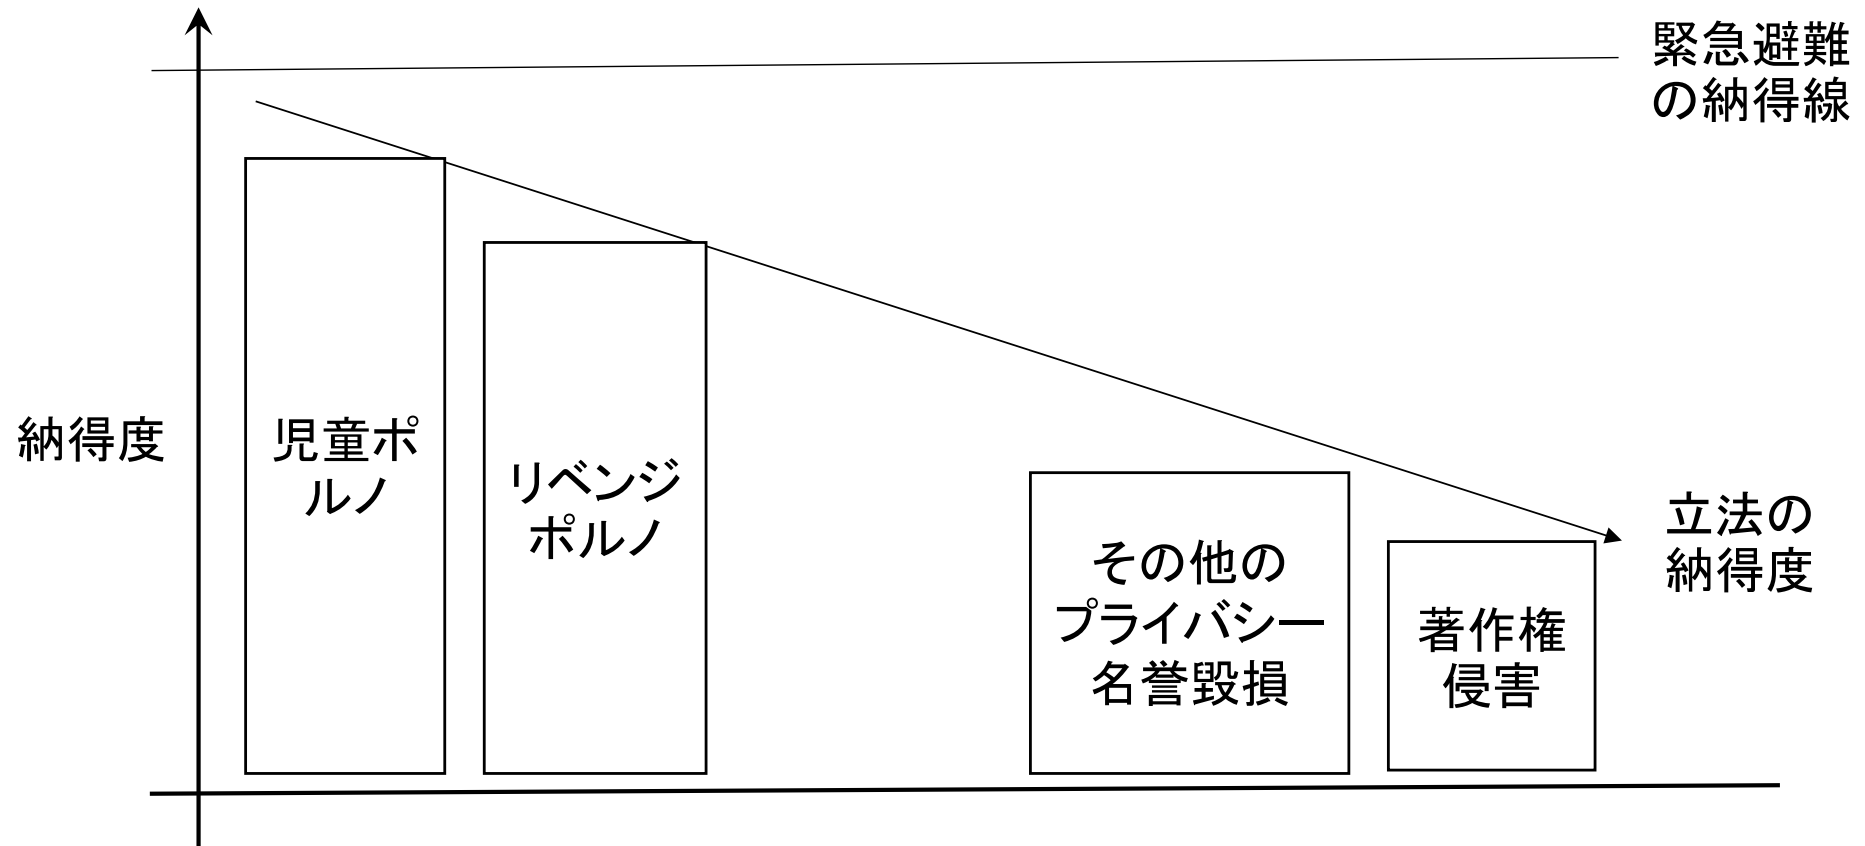 緊急避難
の納得線
納得度
児童ポ
ルノ
リベンジ
ポルノ
その他の
プライバシー
名誉毀損
著作権
侵害
立法の
納得度